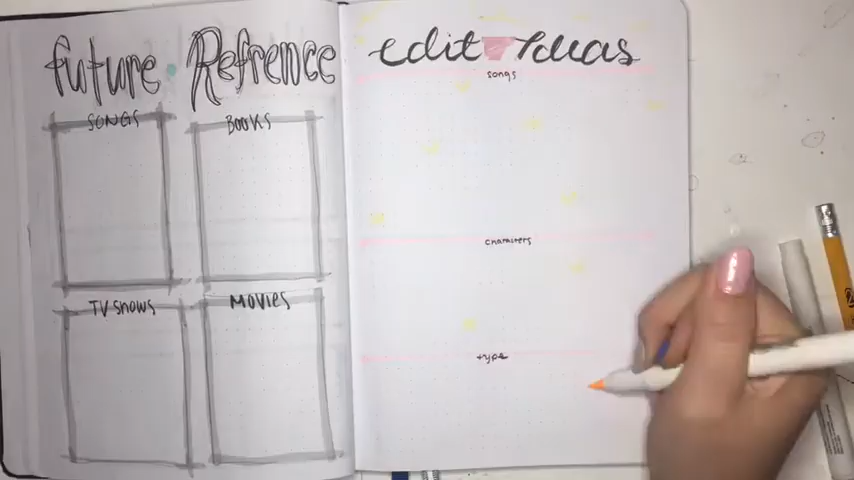 future Refrence
SONGS
BOOKS
TV shows
MOVIES
edit Ideas
songs
characters
type